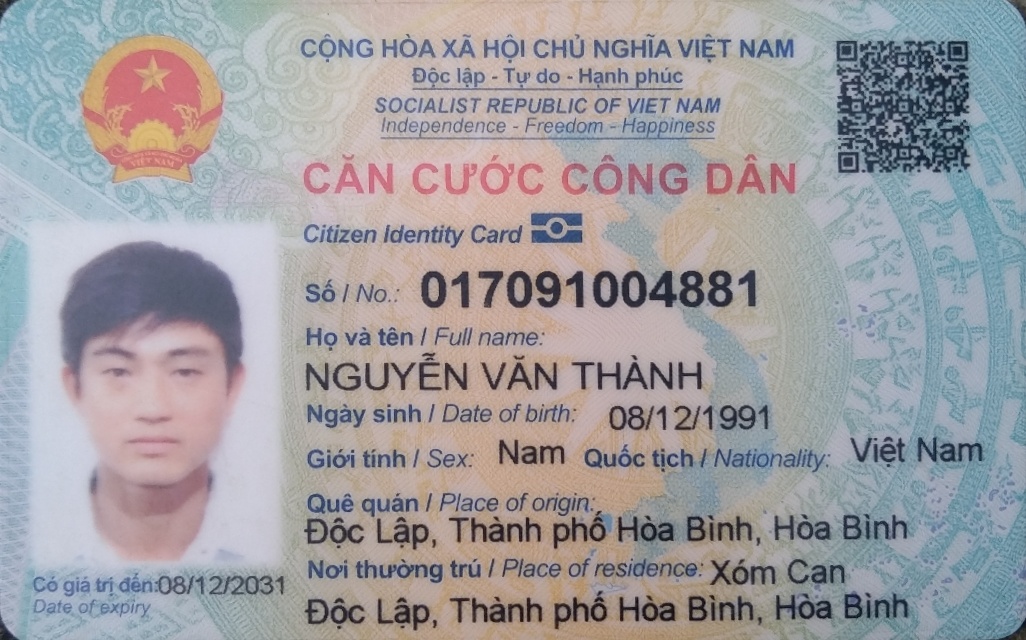 CỘNG HÒA XÃ HỘI CHỦ NGHĨA VIỆT NAM
Độc lập - Tự do - Hạnh phúc
SOCIALIST REPUBLIC OF VIET NAM
Independence - Freedom - Happiness
CĂN CƯỚC CÔNG DÂN
Citizen Identity Card
Số / No.: 017091004881
Họ và tên / Full name:
NGUYỄN VĂN THÀNH
Ngày sinh / Date of birth: 08/12/1991
Giới tính / Sex: Nam Quốc tịch / Nationality: Việt Nam
Quê quán / Place of origin:
Độc Lập, Thành phố Hòa Bình, Hòa Bình
Nơi thường trú / Place of residence: Xóm Can
Độc Lập, Thành phố Hòa Bình, Hòa Bình
Có giá trị đến: 08/12/2031
Date of expiry